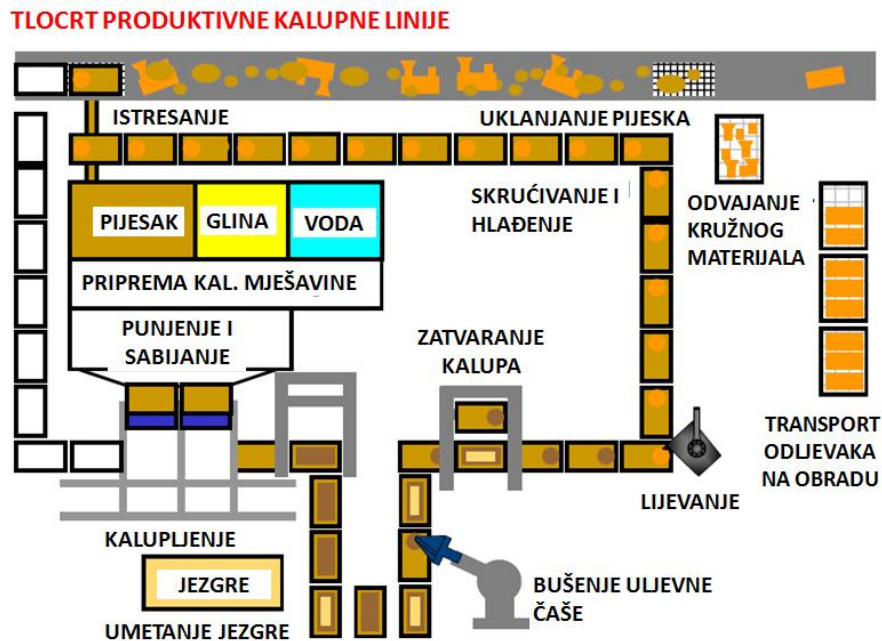 TLOCRT PRODUKTIVNE KALUPNE LINIJE
ISTRESANJE
UKLANJANJE PIJESKA
SKRUĆIVANJE I
HLAĐENJE
ODVAJANJE
KRUŽNOG
MATERIJALA
PIJESAK
GLINA
VODA
PRIPREMA KAL. MJEŠAVINE
PUNJENJE I
SABIJANJE
ZATVARANJE
KALUPA
TRANSPORT
ODLJEVAKA
NA OBRADU
LIJEVANJE
KALUPLJENJE
JEZGRE
UMETANJE JEZGRE
BUŠENJE ULJEVNE
ČAŠE